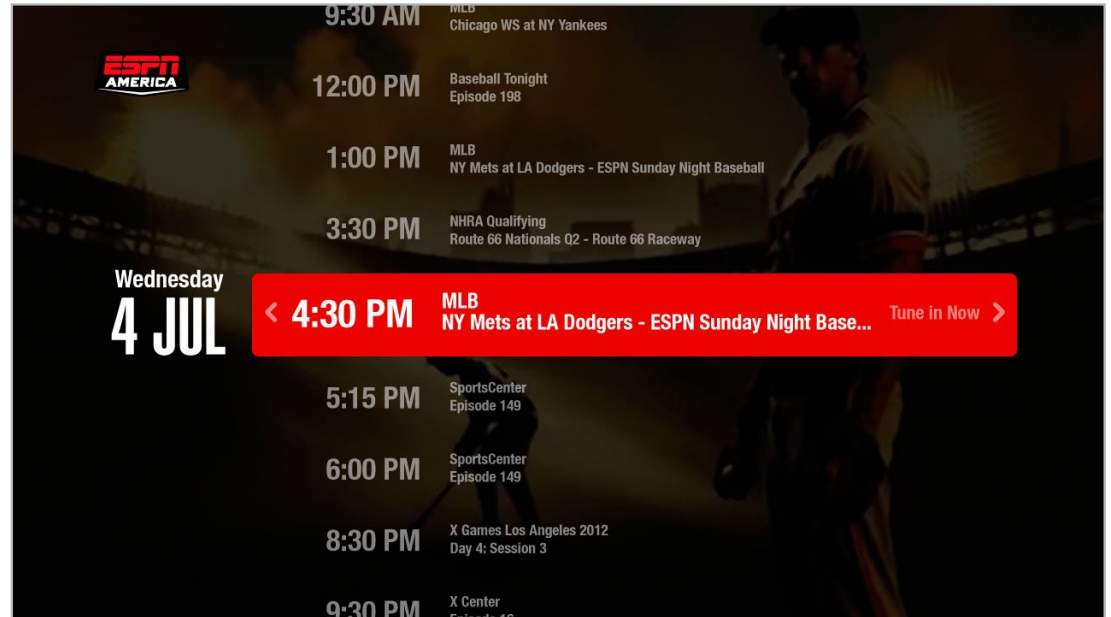 9:30 AM
MLB
Chicago WS at NY Yankees
ESPN
AMERICA
12:00 PM
Baseball Tonight
Episode 198
1:00 PM
MLB
NY Mets at LA Dodgers - ESPN Sunday Night Baseball
3:30 PM
NHRA Qualifying
Route 66 Nationals Q2 - Route 66 Raceway
Wednesday
4 JUL
4:30 PM
MLB
NY Mets at LA Dodgers - ESPN Sunday Night Base...
Tune in Now
5:15 PM
SportsCenter
Episode 149
6:00 PM
SportsCenter
Episode 149
8:30 PM
X Games Los Angeles 2012
Day 4: Session 3
9:30 PM
X Center
Episode